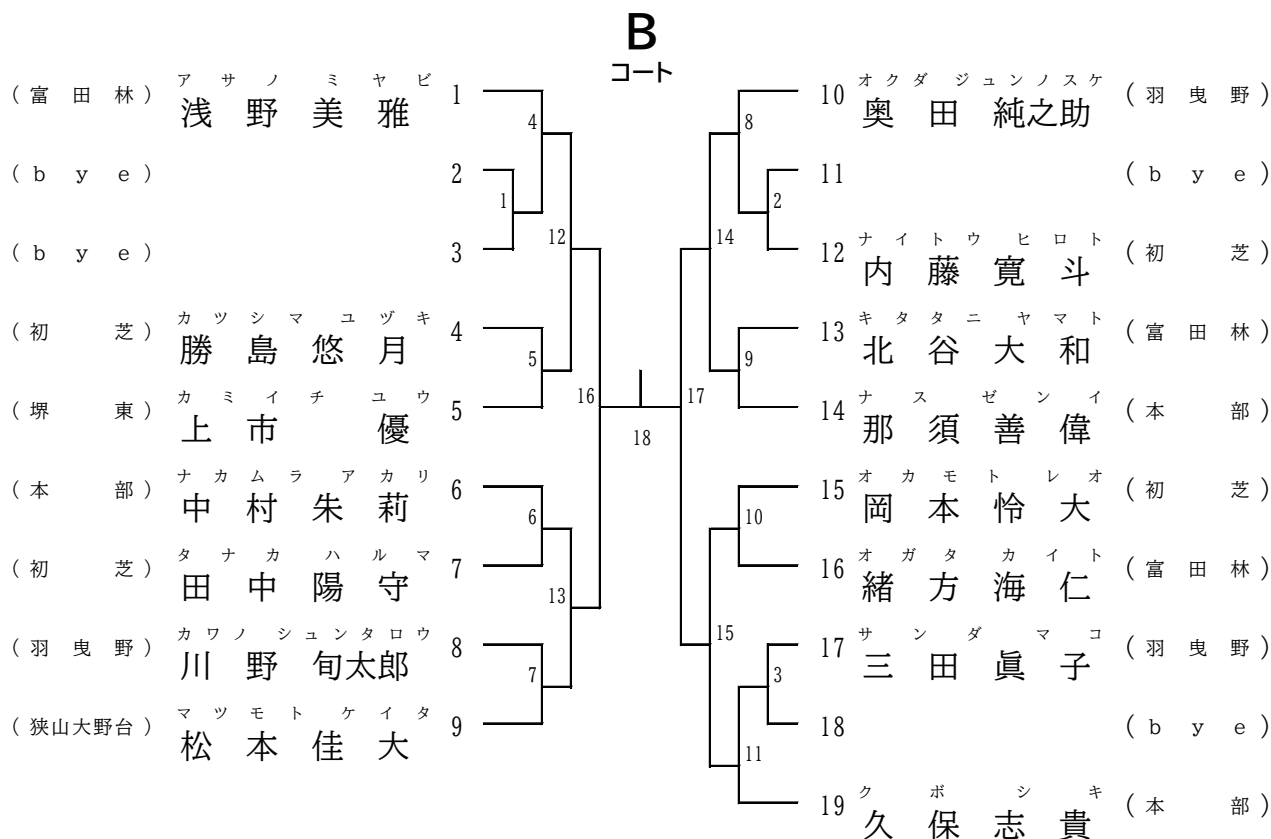 B
コート
アサノ ミヤビ
(富田林) 浅野美雅 1
(bye) 2
(bye) 3
カツシマ ユヅキ
(初芝) 勝島悠月 4
カミイチ ユウ
(堺東) 上市 優 5
ナカムラ アカリ
(本部) 中村朱莉 6
タナカ ハルマ
(初芝) 田中陽守 7
カワノ シュンタロウ
(羽曳野) 川野旬太郎 8
マツモト ケイタ
(狭山大野台) 松本佳大 9
4
1
12
5
16
6
13
7
18
8
2
14
9
17
10
15
3
11
オクダ ジュンノスケ
10 奥田純之助 (羽曳野)
11 (bye)
ナイトウ ヒロト
12 内藤寛斗 (初芝)
キタタニ ヤマト
13 北谷大和 (富田林)
ナス ゼンイ
14 那須善偉 (本部)
オカモト レオ
15 岡本怜大 (初芝)
オガタ カイト
16 緒方海仁 (富田林)
サンダ マコ
17 三田眞子 (羽曳野)
18 (bye)
クボ シキ
19 久保志貴 (本部)